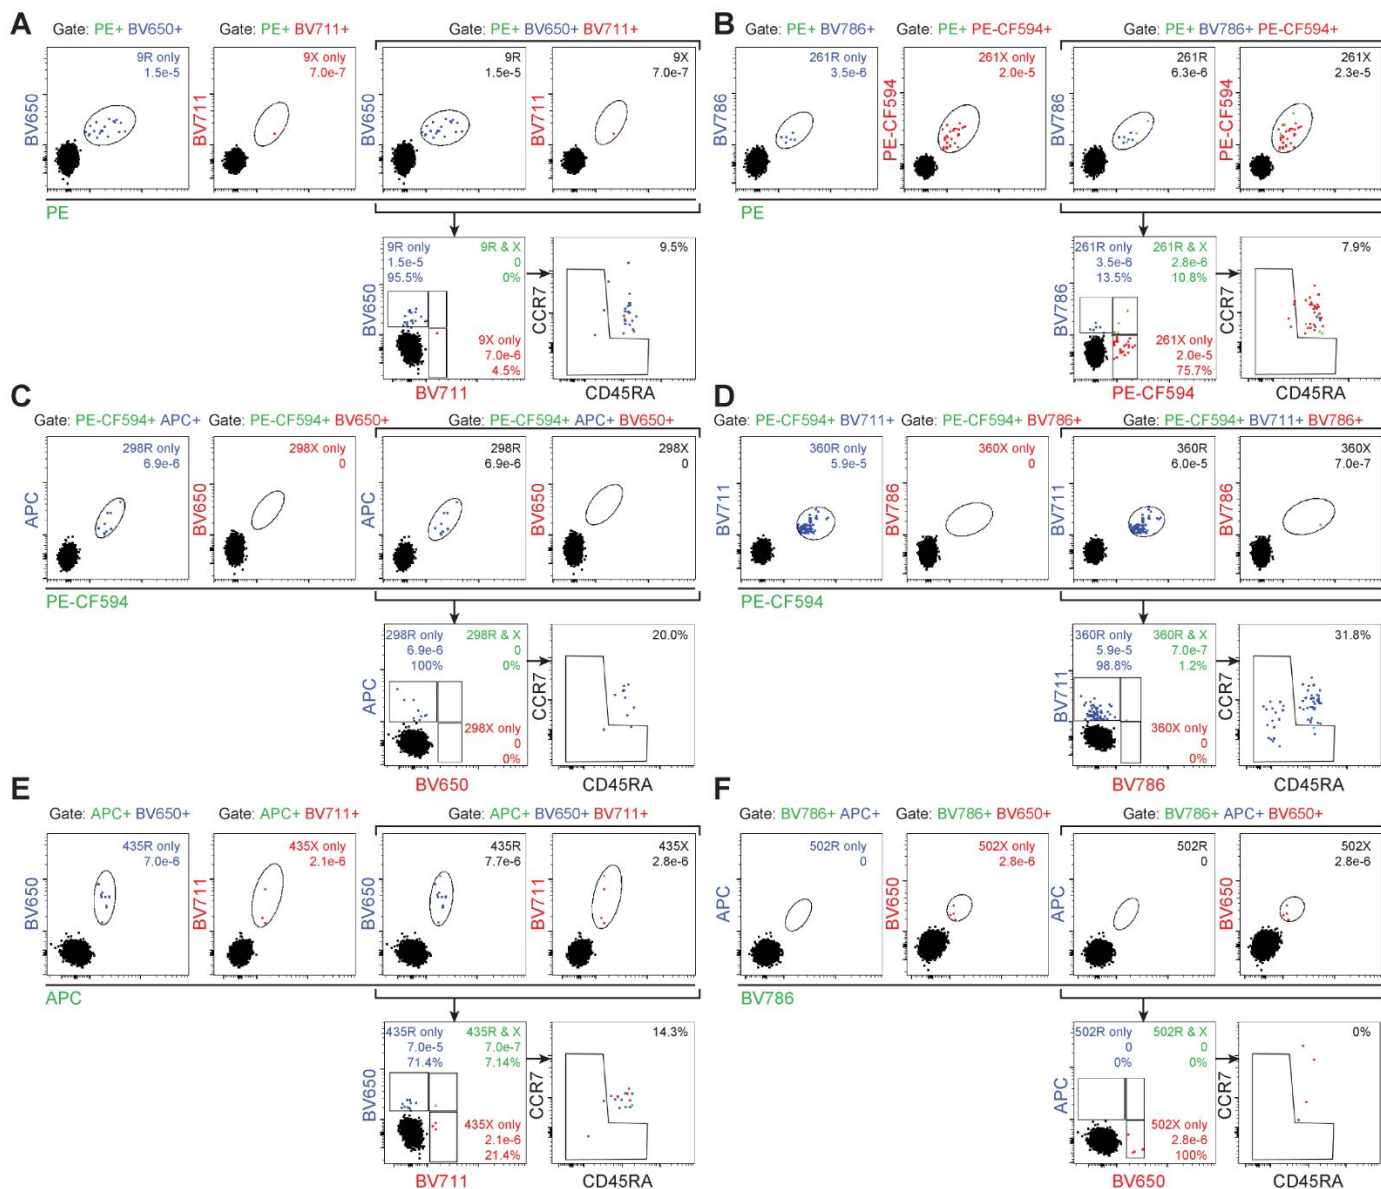 A
Gate: PE+ BV650+
Gate: PE+ BV711+
Gate: PE+ BV650+ BV711+
BV650
9R only
1.5e-5
BV711
9X only
7.0e-7
BV650
9R
1.5e-5
BV711
9X
7.0e-7
PE
BV650
9R only
1.5e-5
95.5%
9R & X
0
0%
9X only
7.0e-6
4.5%
BV711
CCR7
9.5%
CD45RA
B
Gate: PE+ BV786+
Gate: PE+ PE-CF594+
Gate: PE+ BV786+ PE-CF594+
BV786
261R only
3.5e-6
PE-CF594
261X only
2.0e-5
BV786
261R
6.3e-6
PE-CF594
261X
2.3e-5
PE
BV786
261R only
3.5e-6
13.5%
261R & X
2.8e-6
10.8%
261X only
2.0e-5
75.7%
PE-CF594
CCR7
7.9%
CD45RA
C
Gate: PE-CF594+ APC+
Gate: PE-CF594+ BV650+
Gate: PE-CF594+ APC+ BV650+
APC
298R only
6.9e-6
BV650
298X only
0
APC
298R
6.9e-6
BV650
298X
0
PE-CF594
APC
298R only
6.9e-6
100%
298R & X
0
0%
298X only
0
0%
BV650
CCR7
20.0%
CD45RA
D
Gate: PE-CF594+ BV711+
Gate: PE-CF594+ BV786+
Gate: PE-CF594+ BV711+ BV786+
BV711
360R only
5.9e-5
BV786
360X only
0
BV711
360R
6.0e-5
BV786
360X
7.0e-7
PE-CF594
BV711
360R only
5.9e-5
98.8%
360R & X
7.0e-7
1.2%
360X only
0
0%
BV786
CCR7
31.8%
CD45RA
E
Gate: APC+ BV650+
Gate: APC+ BV711+
Gate: APC+ BV650+ BV711+
BV650
435R only
7.0e-6
BV711
435X only
2.1e-6
BV650
435R
7.7e-6
BV711
435X
2.8e-6
APC
BV650
435R only
7.0e-5
71.4%
435R & X
7.0e-7
7.14%
435X only
2.1e-6
21.4%
BV711
CCR7
14.3%
CD45RA
F
Gate: BV786+ APC+
Gate: BV786+ BV650+
Gate: BV786+ APC+ BV650+
APC
502R only
0
BV650
502X only
2.8e-6
APC
502R
0
BV650
502X
2.8e-6
BV786
APC
502R only
0
0%
502R & X
0
0%
502X only
2.8e-6
100%
BV650
CCR7
0%
CD45RA